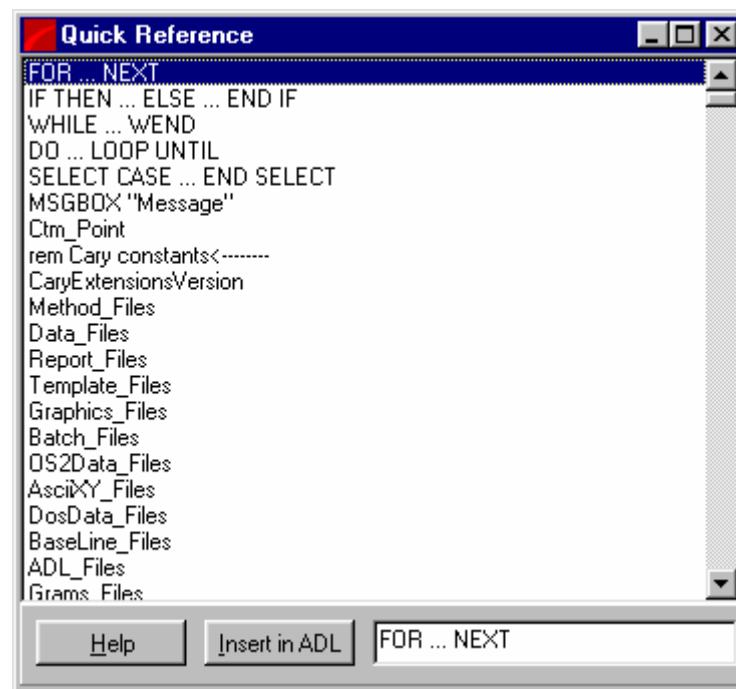 Quick Reference
FOR ... NEXT
IF THEN ... ELSE ... END IF
WHILE ... WEND
DO ... LOOP UNTIL
SELECT CASE ... END SELECT
MSGBOX "Message"
Ctm_Point
rem Cary constants<--------
CaryExtensionsVersion
Method_Files
Data_Files
Report_Files
Template_Files
Graphics_Files
Batch_Files
OS2Data_Files
AsciiXY_Files
DosData_Files
BaseLine_Files
ADL_Files
Grams_Files
Help
Insert in ADL
FOR ... NEXT